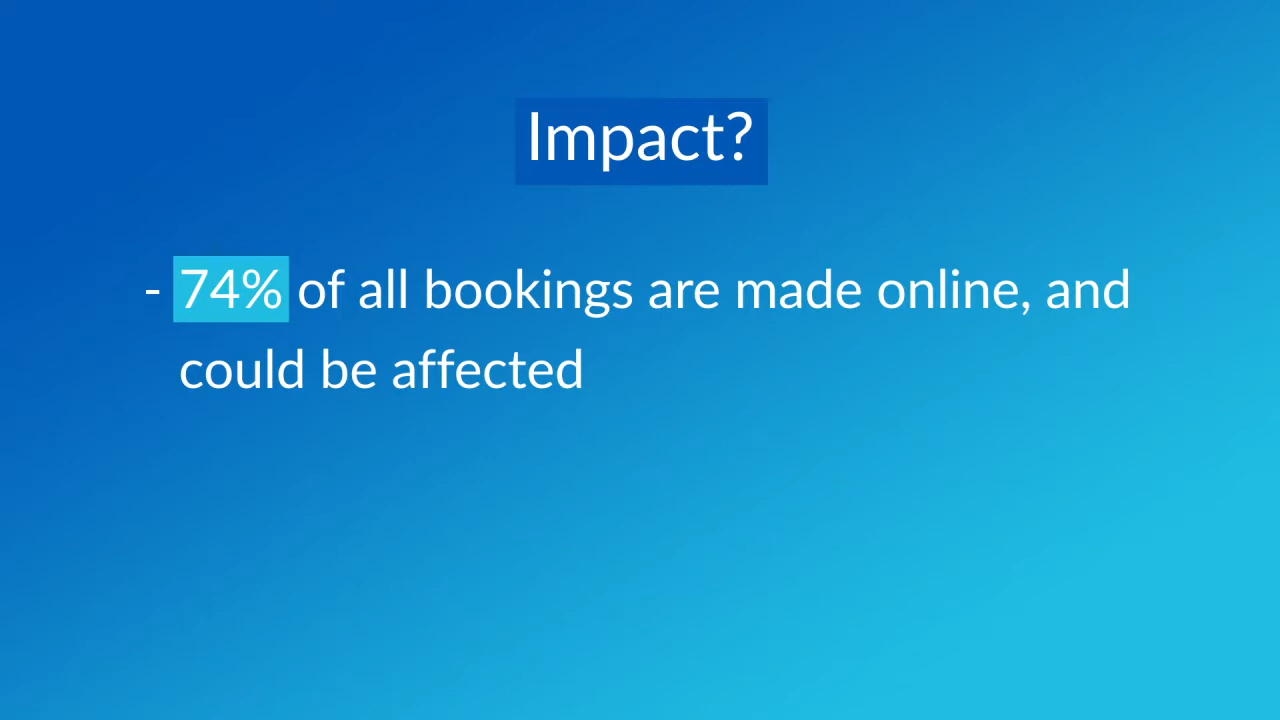 Impact?
- 74% of all bookings are made online, and
could be affected